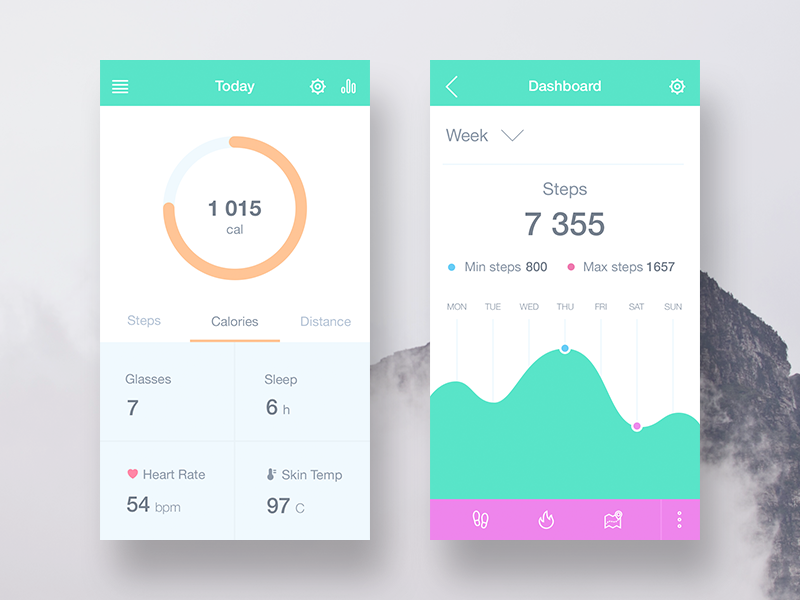 Today
1 015
cal
Steps
Calories
Distance
Glasses
7
Sleep
6 h
Heart Rate
54 bpm
Skin Temp
97 C
Dashboard
Week
Steps
7 355
Min steps 800
Max steps 1657
MON TUE WED THU FRI SAT SUN